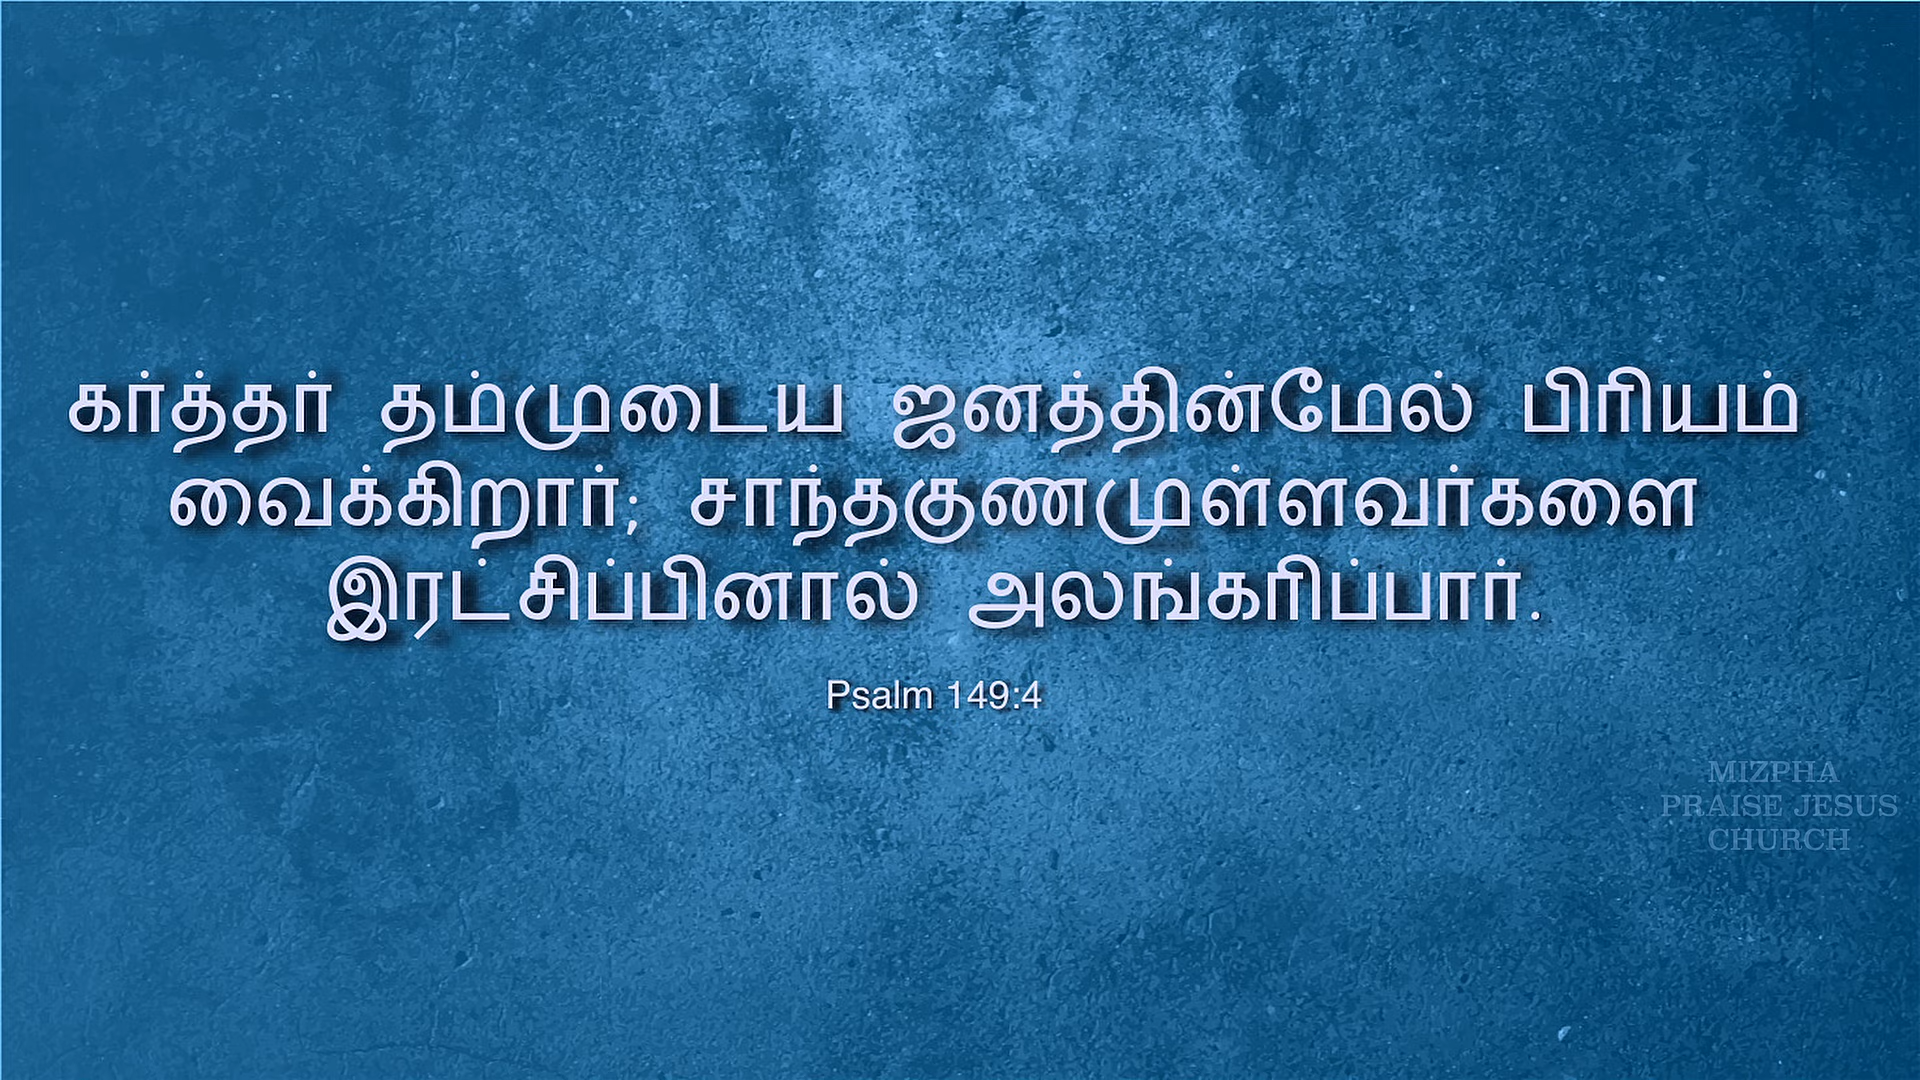 கர்த்தர் தம்முடைய ஜனத்தின்மேல் பிரியம்
வைக்கிறார்; சாந்தகுணமுள்ளவர்களை
இரட்சிப்பினால் அலங்கரிப்பார்.
Psalm 149:4
MIZPHA
PRAISE JESUS
CHURCH